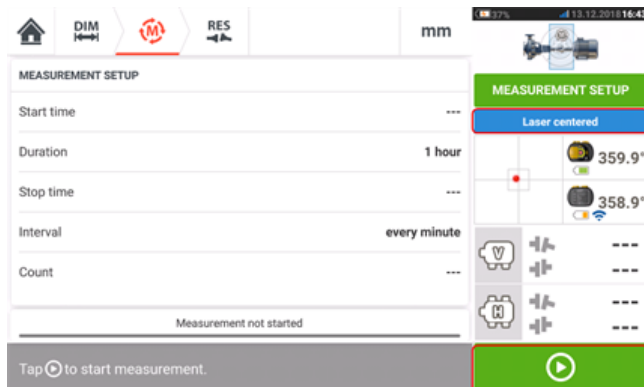 DIM
M
RES
mm
37%
13.12.2018 16:43
MEASUREMENT SETUP
Start time ---
Duration 1 hour
Stop time ---
Interval every minute
Count ---
Measurement not started
Tap to start measurement.
MEASUREMENT SETUP
Laser centered
359.9°
358.9°
V
---
---
H
---
---